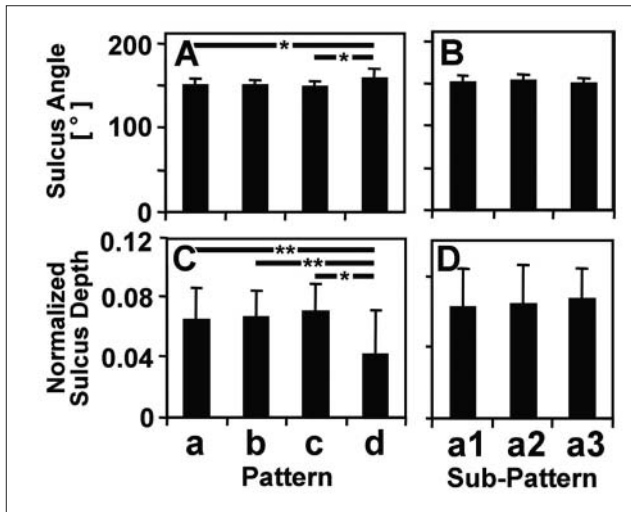 Sulcus Angle
[ ° ]
200
100
0
A
*
*
B
Normalized
Sulcus Depth
0.12
0.08
0.04
0
C
**
**
*
D
a b c d
Pattern
a1 a2 a3
Sub-Pattern